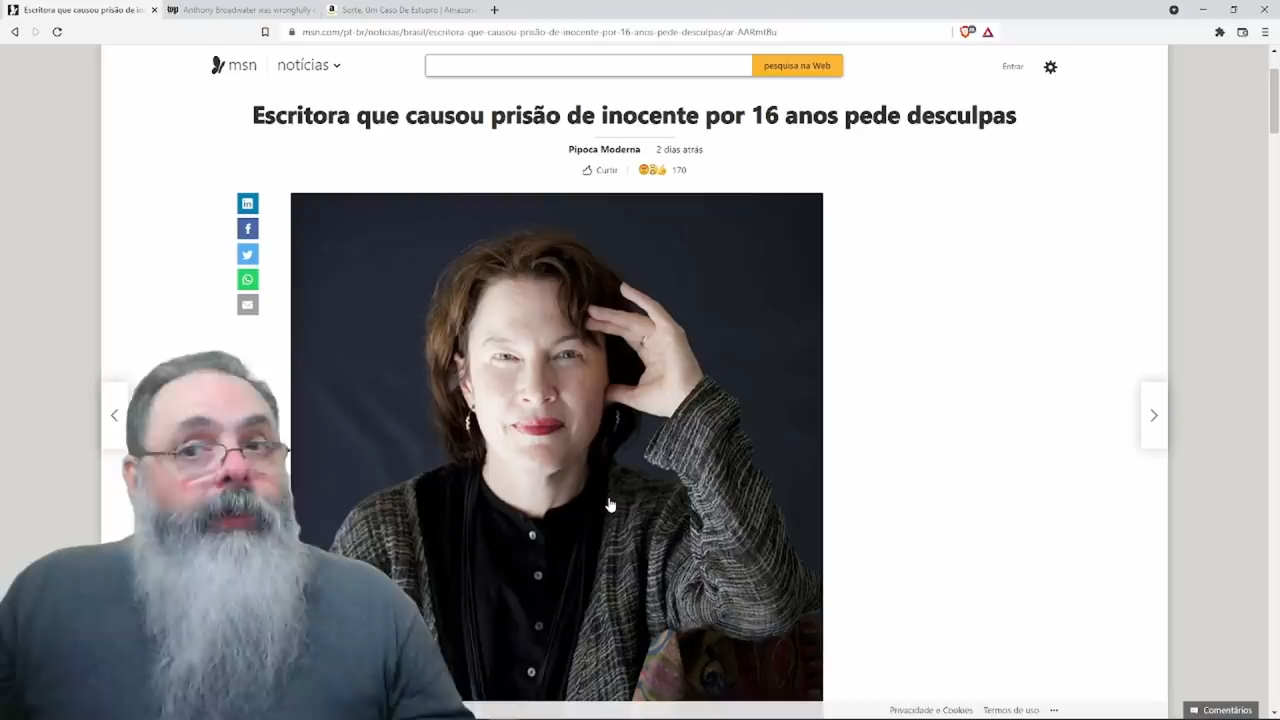 Escritora que causou prisão de in
Anthony Broadwater was wrongfully
Sorte. Um Caso De Estupro | Amazon
msn.com/pt-br/noticias/brasil/escritora-que-causou-prisão-de-inocente-por-16-anos-pede-desculpas/ar-AARmtBu
msn
notícias
pesquisa na Web
Entrar
Escritora que causou prisão de inocente por 16 anos pede desculpas
Pipoca Moderna
2 dias atrás
Curtir
170
Privacidade e Cookies
Termos de uso
Comentários